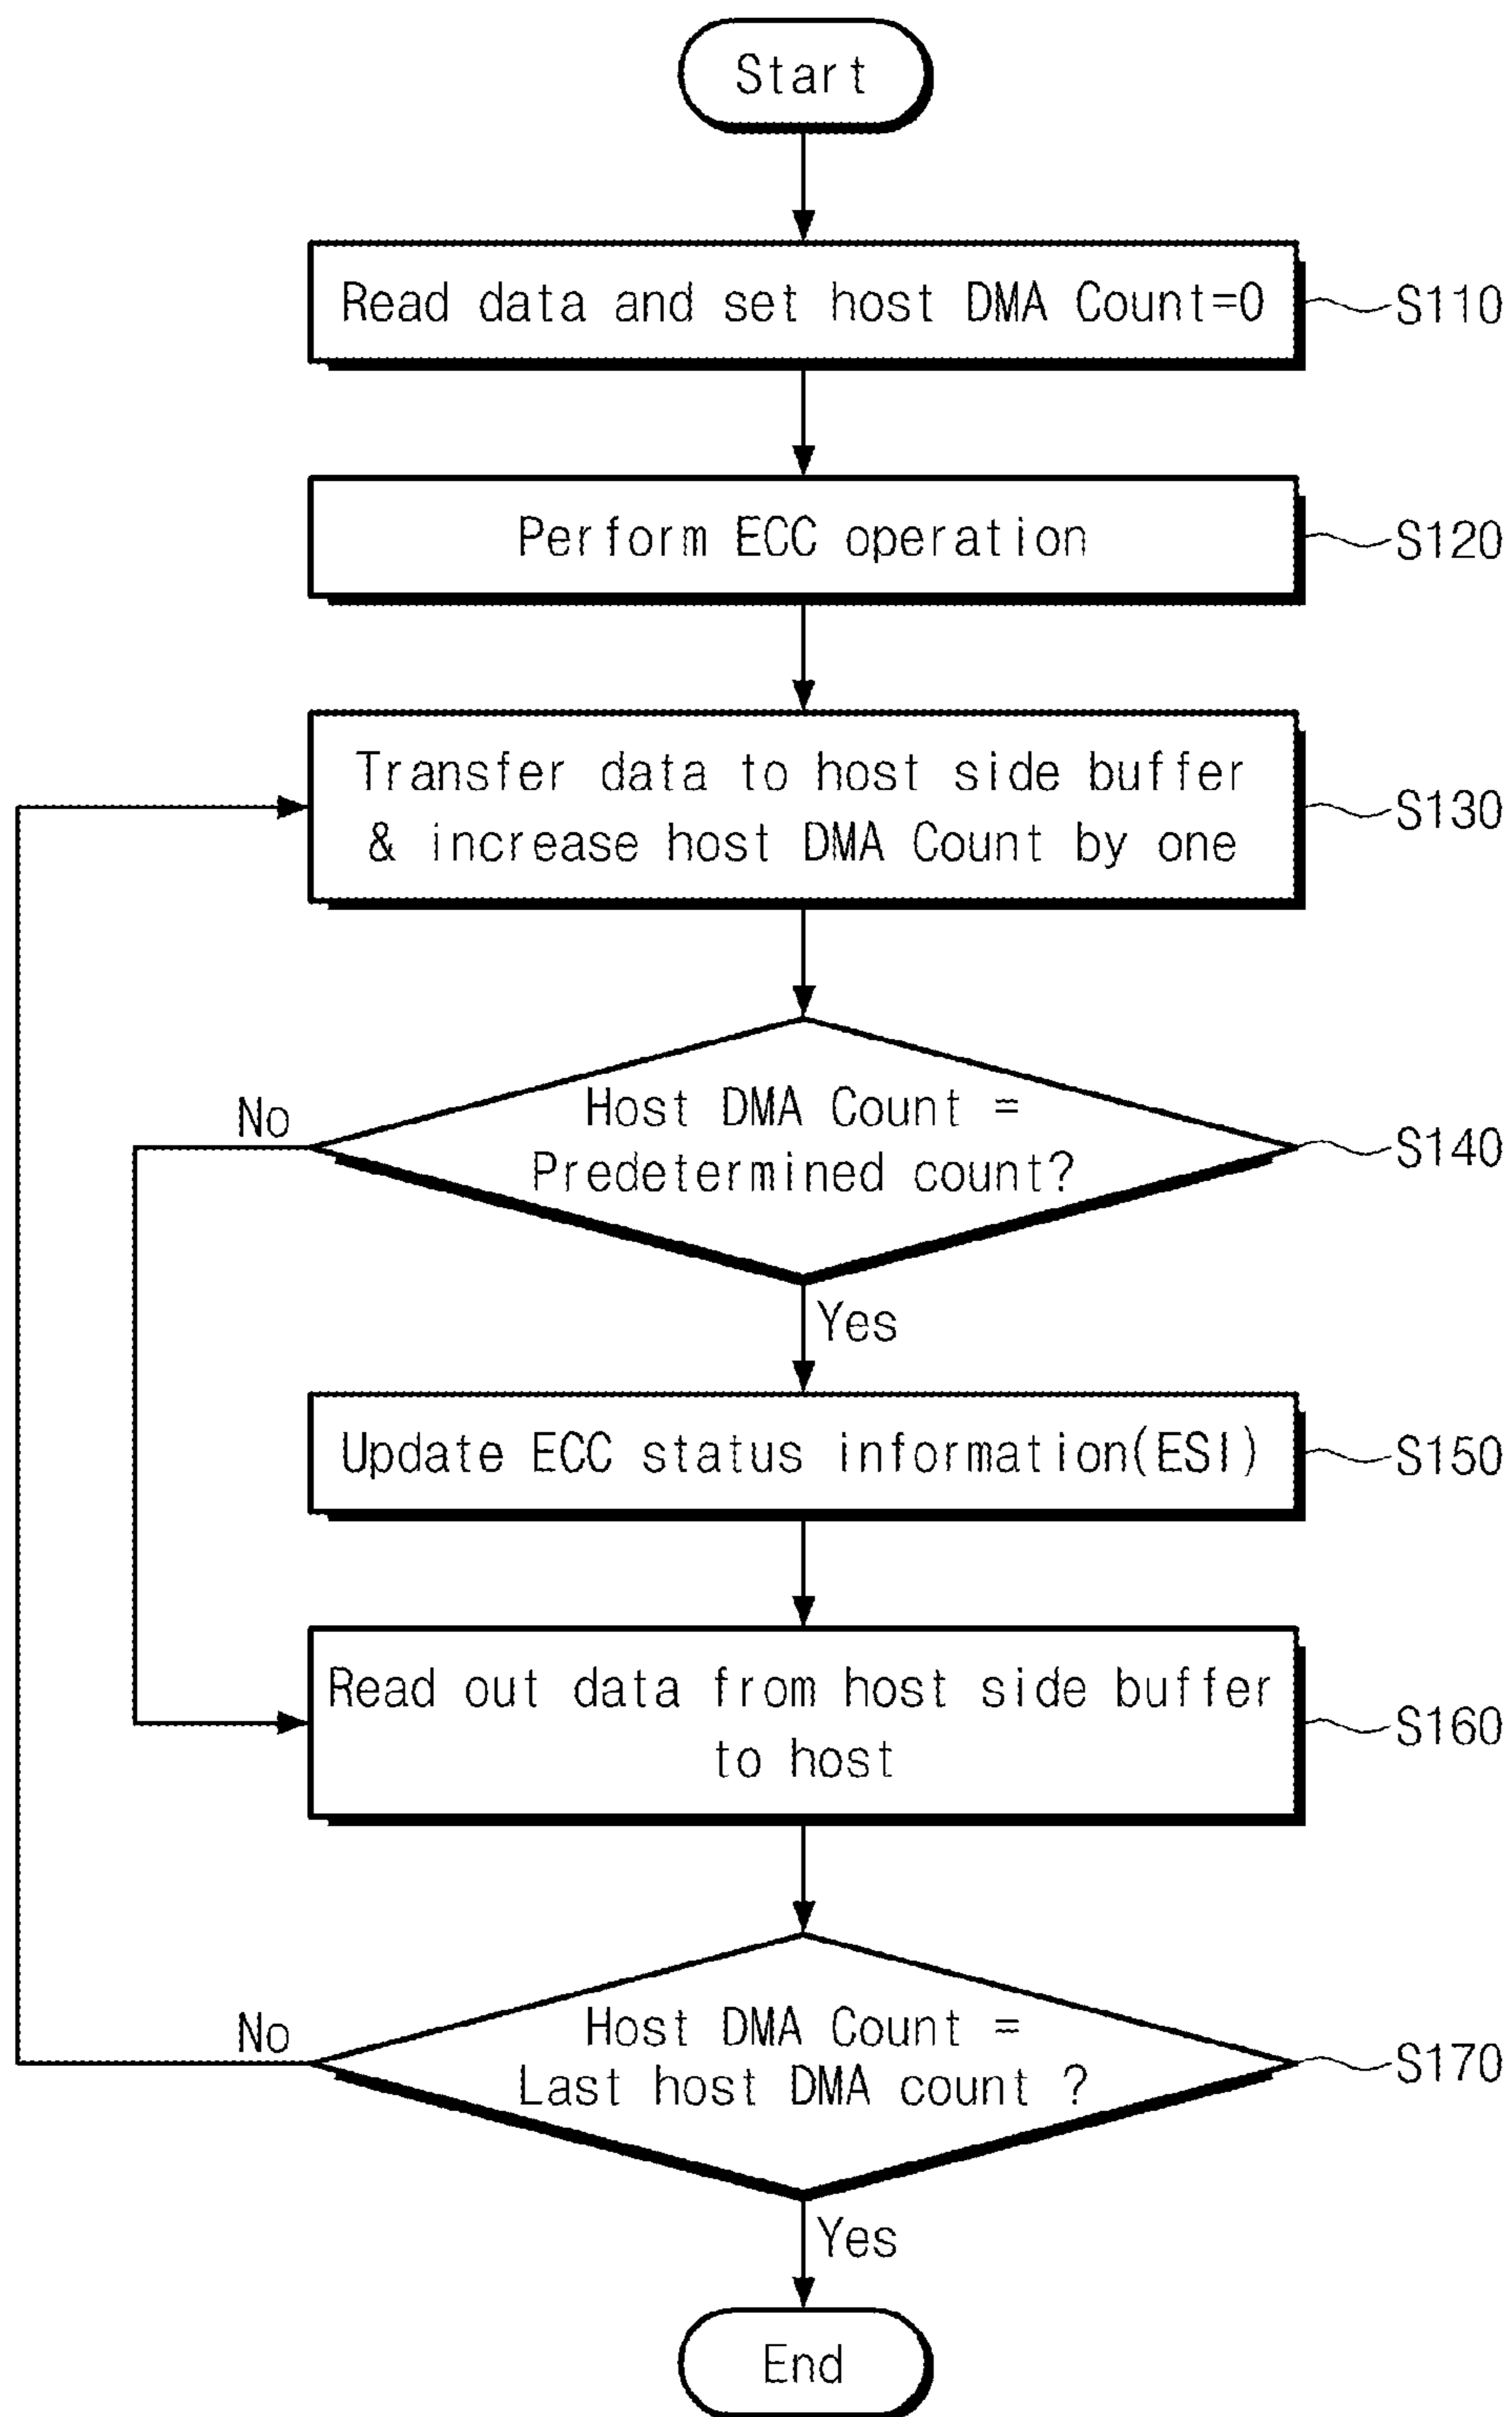 Start
Read data and set host DMA Count=0
S110
Perform ECC operation
S120
Transfer data to host side buffer
& increase host DMA Count by one
S130
Host DMA Count =
Predetermined count?
S140
No
Yes
Update ECC status information(ESI)
S150
Read out data from host side buffer
to host
S160
Host DMA Count =
Last host DMA count ?
S170
No
Yes
End